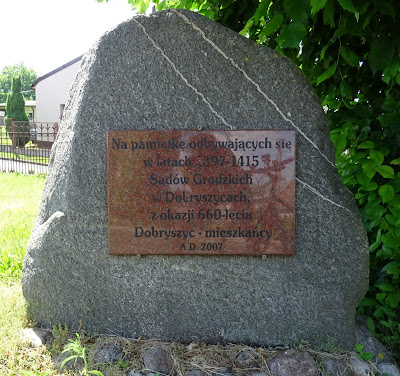 Na pamiątkę odbywających się
w latach 1397-1415
Sądów Grodzkich
w Dobryszycach,
z okazji 660-lecia
Dobryszyc - mieszkańcy
A D. 2007